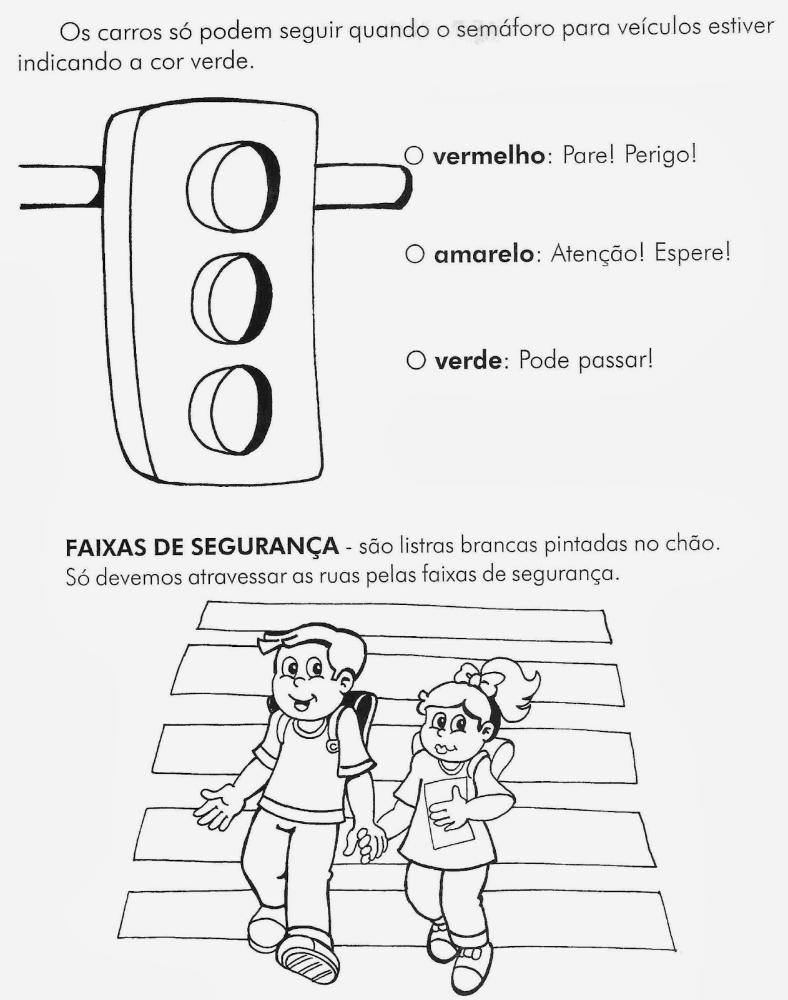 Os carros só podem seguir quando o semáforo para veículos estiver
indicando a cor verde.
O vermelho: Pare! Perigo!
O amarelo: Atenção! Espere!
O verde: Pode passar!
FAIXAS DE SEGURANÇA - são listras brancas pintadas no chão.
Só devemos atravessar as ruas pelas faixas de segurança.